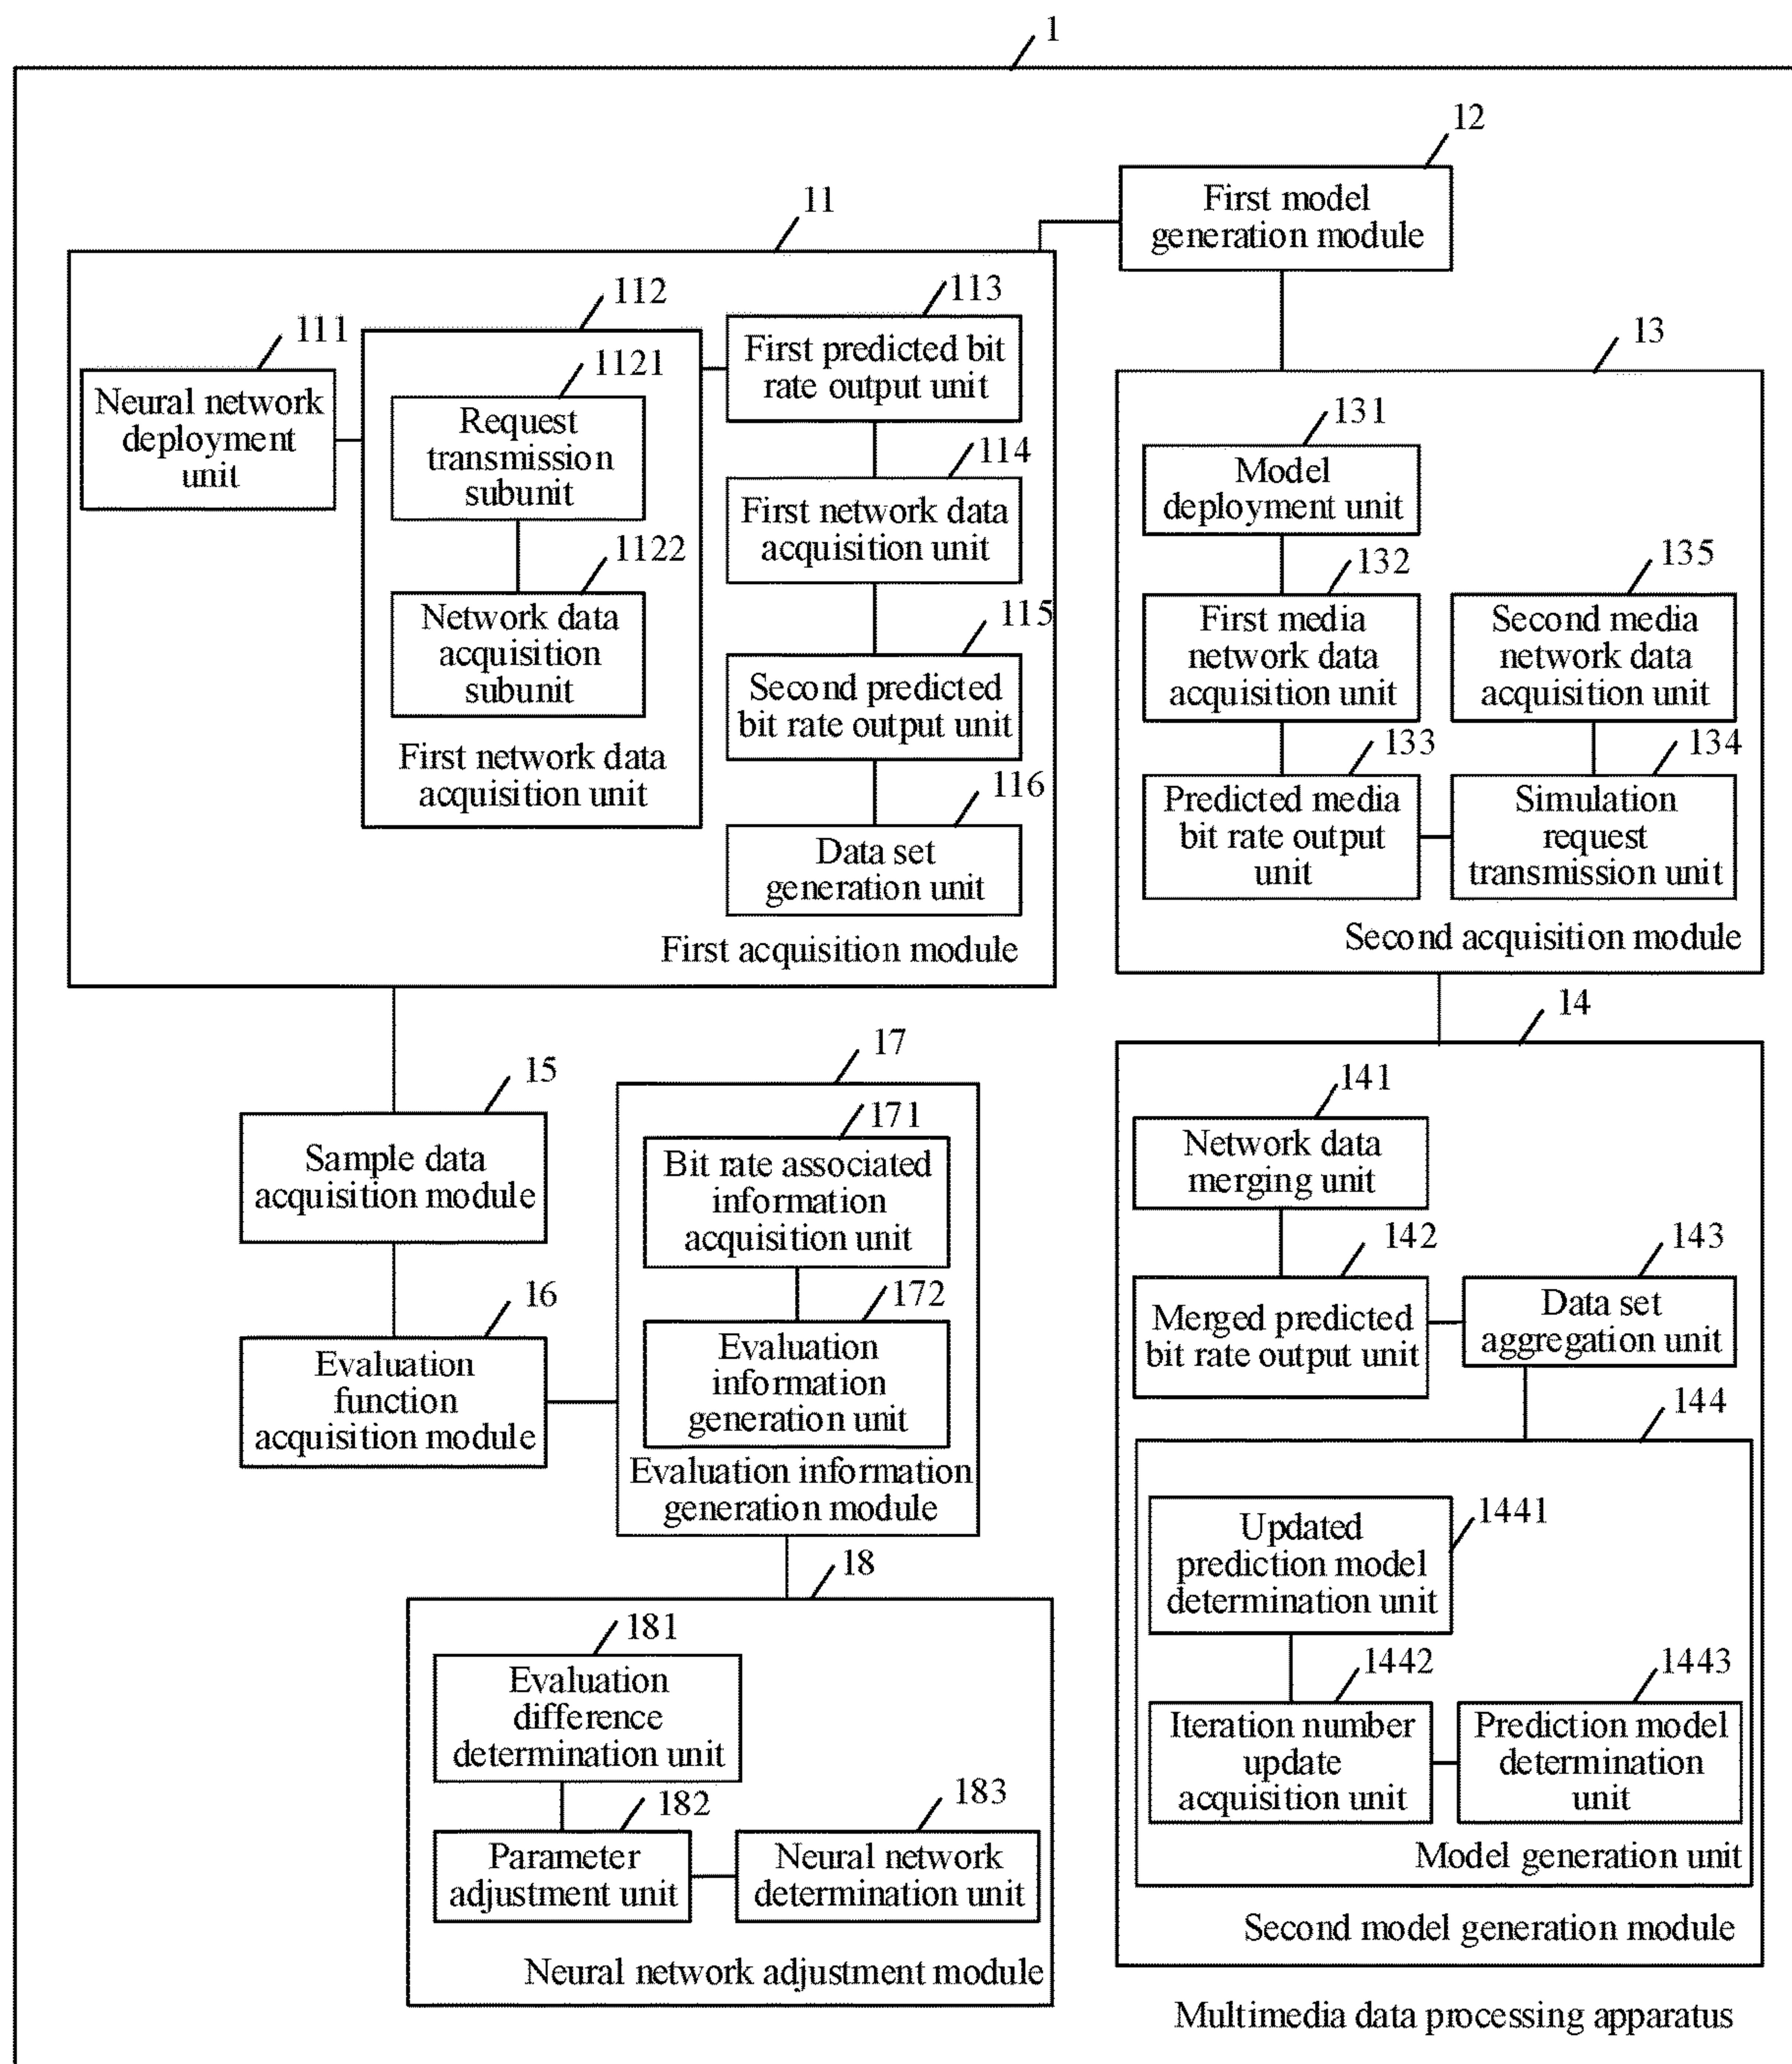 1
12
First model
generation module
11
111
Neural network
deployment
unit
112
1121
Request
transmission
subunit
1122
Network data
acquisition
subunit
First network data
acquisition unit
113
First predicted bit
rate output unit
114
First network data
acquisition unit
115
Second predicted
bit rate output unit
116
Data set
generation unit
First acquisition module
13
131
Model
deployment unit
132
First media
network data
acquisition unit
135
Second media
network data
acquisition unit
133
Predicted media
bit rate output
unit
134
Simulation
request
transmission unit
Second acquisition module
15
Sample data
acquisition module
16
Evaluation
function
acquisition module
17
171
Bit rate associated
information
acquisition unit
172
Evaluation
information
generation unit
Evaluation information
generation module
18
181
Evaluation
difference
determination unit
182
Parameter
adjustment unit
183
Neural network
determination unit
Neural network adjustment module
14
141
Network data
merging unit
142
Merged predicted
bit rate output unit
143
Data set
aggregation unit
144
1441
Updated
prediction model
determination unit
1442
Iteration number
update
acquisition unit
1443
Prediction model
determination
unit
Model generation unit
Second model generation module
Multimedia data processing apparatus